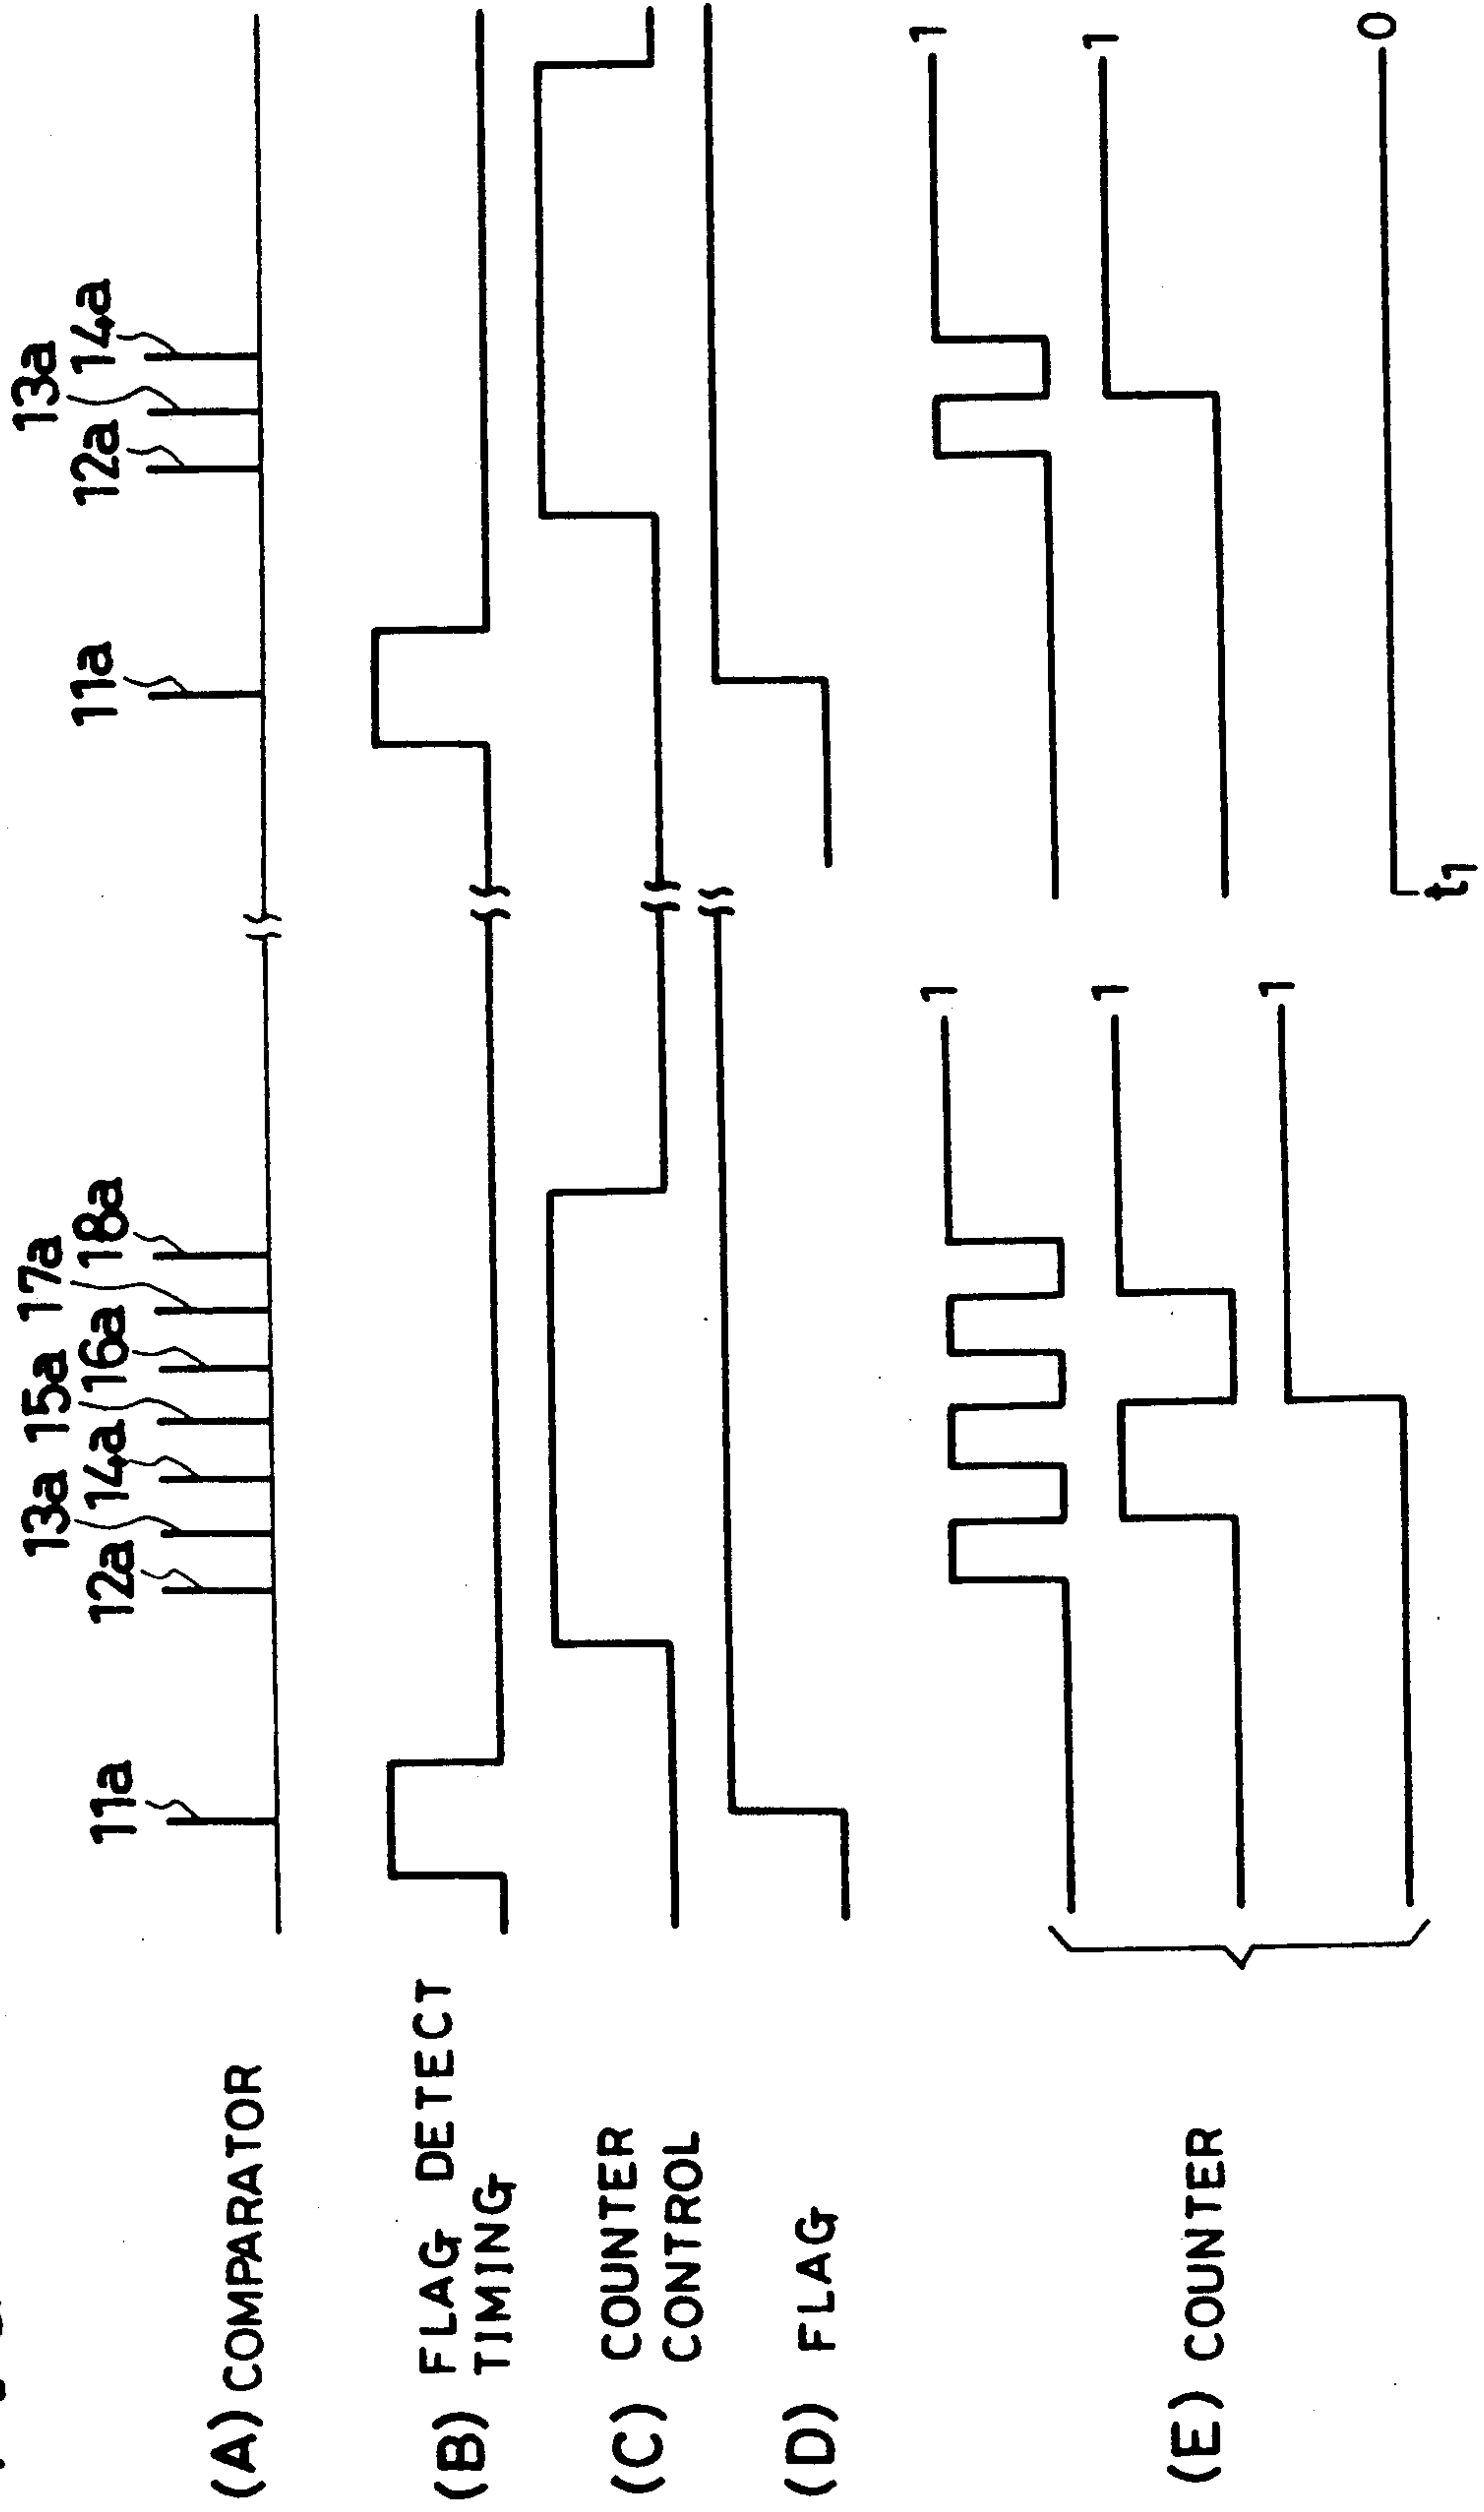 11a 12a 13a 14a 15a 16a 17a 18a 11a 12a 13a 14a
(A) COMPARATOR
(B) FLAG DETECT
TIMING
(C) COUNTER
CONTROL
(D) FLAG
1 1
1 1
(E) COUNTER
1 0
t1